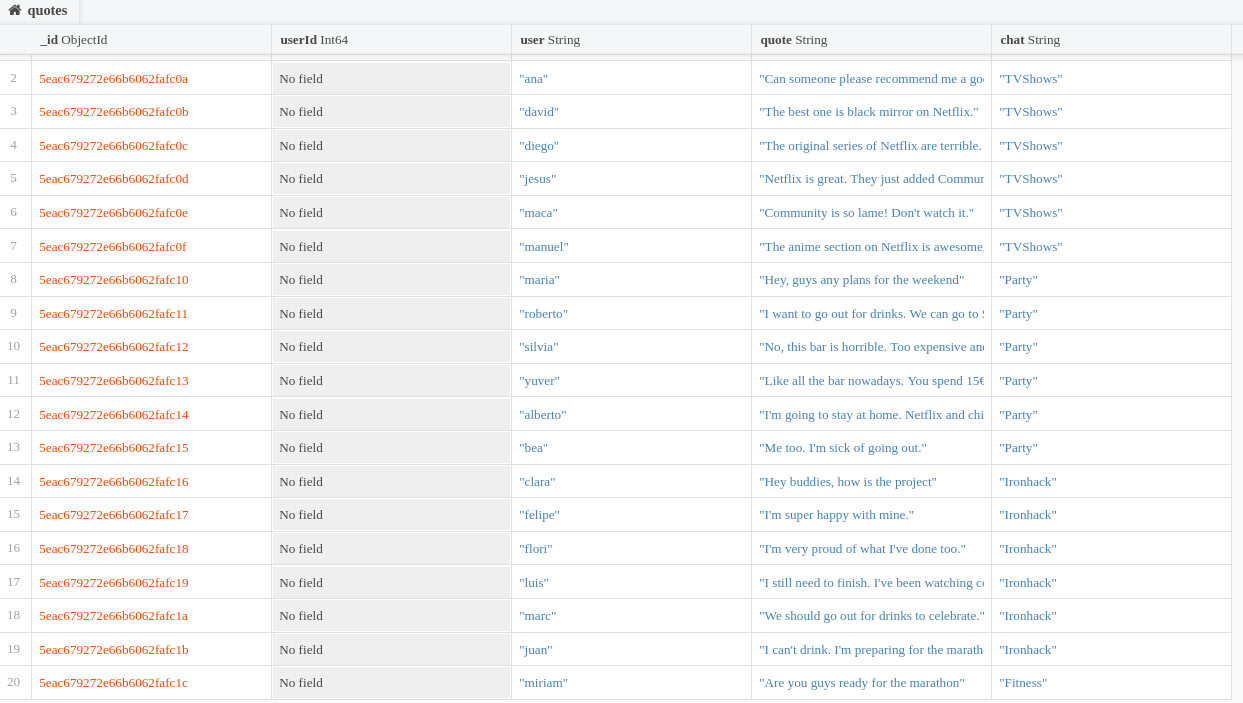 quotes
_id ObjectId userId Int64 user String quote String chat String
2 5eac679272e66b6062fafc0a No field "ana" "Can someone please recommend me a "TVShows"
3 5eac679272e66b6062fafc0b No field "david" "The best one is black mirror on Netflix." "TVShows"
4 5eac679272e66b6062fafc0c No field "diego" "The original series of Netflix are terrible. "TVShows"
5 5eac679272e66b6062fafc0d No field "jesus" "Netflix is great. They just added "TVShows"
6 5eac679272e66b6062fafc0e No field "maca" "Community is so lame! Don't watch it." "TVShows"
7 5eac679272e66b6062fafc0f No field "manuel" "The anime section on Netflix is awesome, "TVShows"
8 5eac679272e66b6062fafc10 No field "maria" "Hey, guys any plans for the weekend" "Party"
9 5eac679272e66b6062fafc11 No field "roberto" "I want to go out for drinks. We can go to "Party"
10 5eac679272e66b6062fafc12 No field "silvia" "No, this bar is horrible. Too expensive "Party"
11 5eac679272e66b6062fafc13 No field "yuver" "Like all the bar nowadays. You spend 15€ "Party"
12 5eac679272e66b6062fafc14 No field "alberto" "I'm going to stay at home. Netflix and chi "Party"
13 5eac679272e66b6062fafc15 No field "bea" "Me too. I'm sick of going out." "Party"
14 5eac679272e66b6062fafc16 No field "clara" "Hey buddies, how is the project" "Ironhack"
15 5eac679272e66b6062fafc17 No field "felipe" "I'm super happy with mine." "Ironhack"
16 5eac679272e66b6062fafc18 No field "flori" "I'm very proud of what I've done too." "Ironhack"
17 5eac679272e66b6062fafc19 No field "luis" "I still need to finish. I've been watching "Ironhack"
18 5eac679272e66b6062fafc1a No field "marc" "We should go out for drinks to celebrate." "Ironhack"
19 5eac679272e66b6062fafc1b No field "juan" "I can't drink. I'm preparing for the marath "Ironhack"
20 5eac679272e66b6062fafc1c No field "miriam" "Are you guys ready for the marathon" "Fitness"